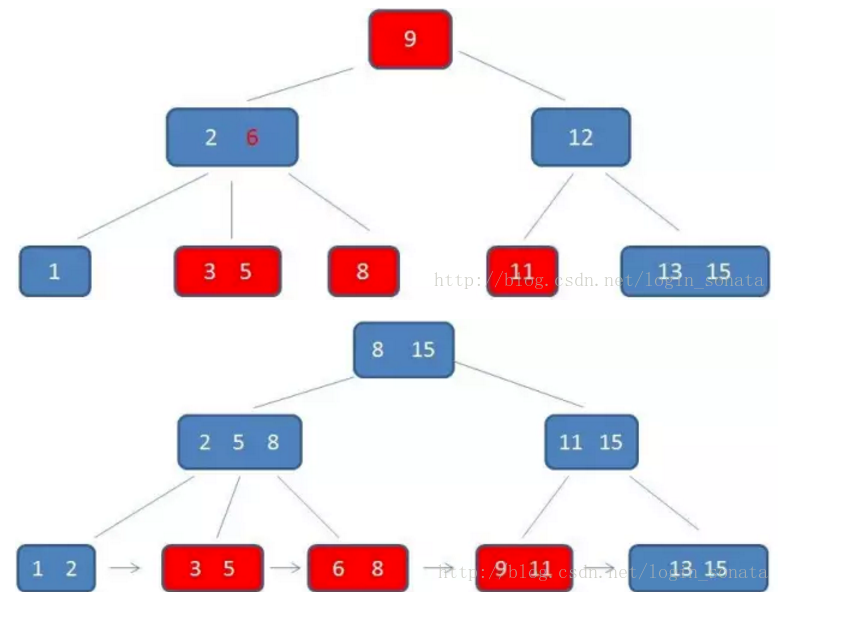 9
2 6 12
1 3 5 8 11 13 15
http://blog.csdn.net/login_sonata
8 15
2 5 8 11 15
1 2 3 5 6 8 9 11 13 15
http://blog.csdn.net/login_sonata